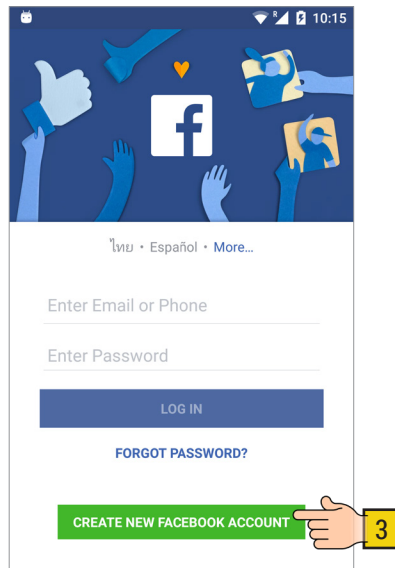 10:15
ไทย • Español • More...
Enter Email or Phone
Enter Password
LOG IN
FORGOT PASSWORD?
CREATE NEW FACEBOOK ACCOUNT
3